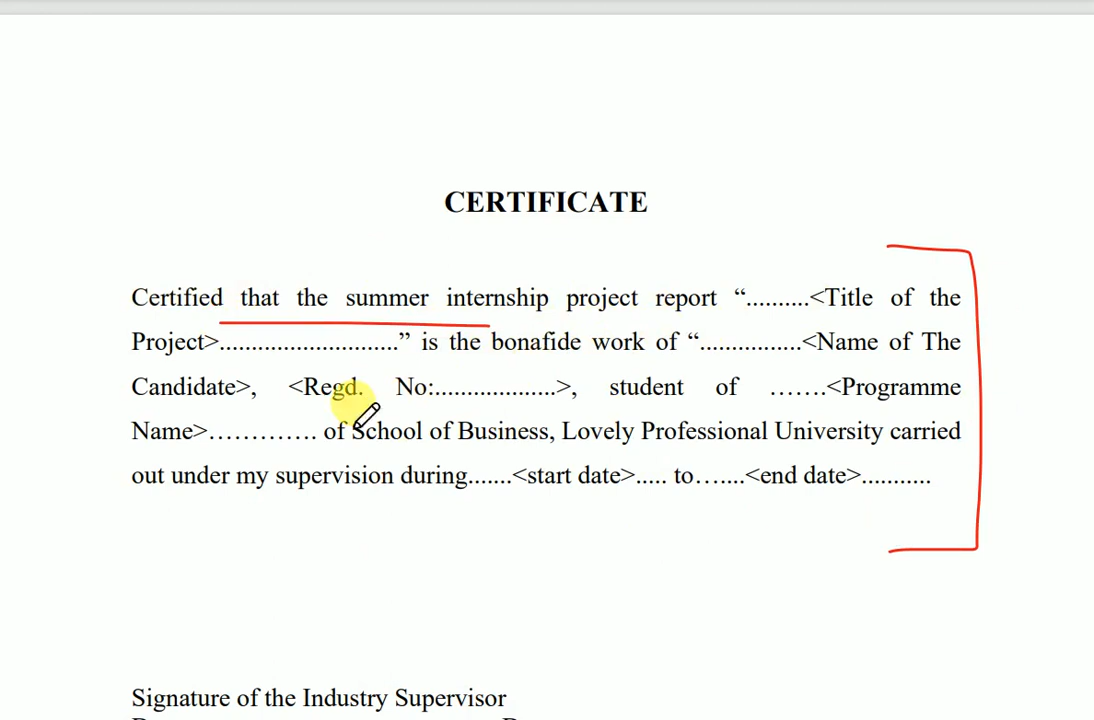 CERTIFICATE
Certified that the summer internship project report “..........<Title of the
Project>............................” is the bonafide work of “................<Name of The
Candidate>, <Regd. No:...................>, student of …….<Programme
Name>…………. of School of Business, Lovely Professional University carried
out under my supervision during.......<start date>..... to…....<end date>...........
Signature of the Industry Supervisor